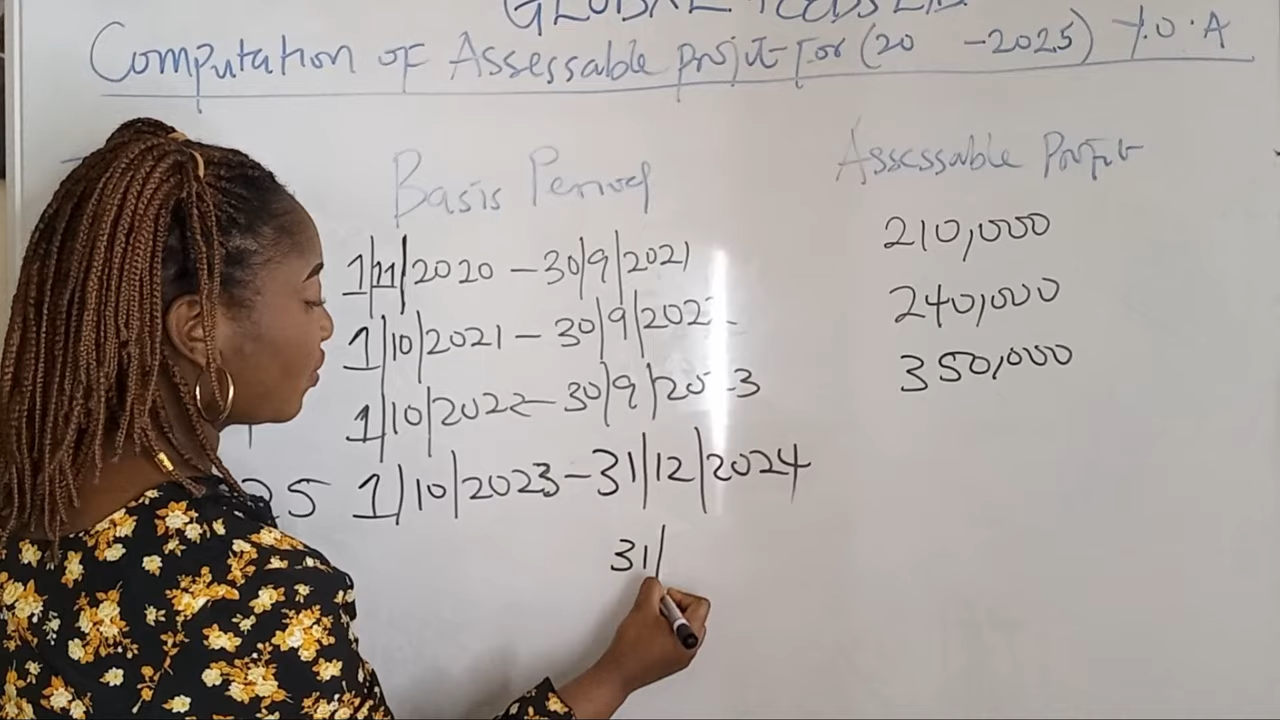 GLOBAL FEEDS LTD
Computation of Assessable profit for (20 -2025) Y.O.A
Basis Period Assessable Profit
1/11/2020 - 30/9/2021 210,000
1/10/2021 - 30/9/2022 240,000
1/10/2022 - 30/9/2023 350,000
25 1/10/2023 - 31/12/2024
31/